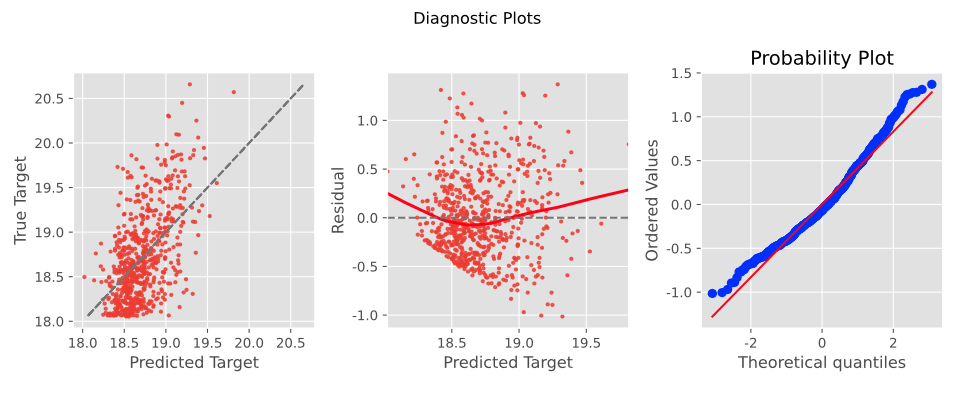 Diagnostic Plots
True Target
20.5
20.0
19.5
19.0
18.5
18.0
18.0 18.5 19.0 19.5 20.0 20.5
Predicted Target
Residual
1.0
0.5
0.0
-0.5
-1.0
18.5 19.0 19.5
Predicted Target
Probability Plot
Ordered Values
1.5
1.0
0.5
0.0
-0.5
-1.0
-2 0 2
Theoretical quantiles